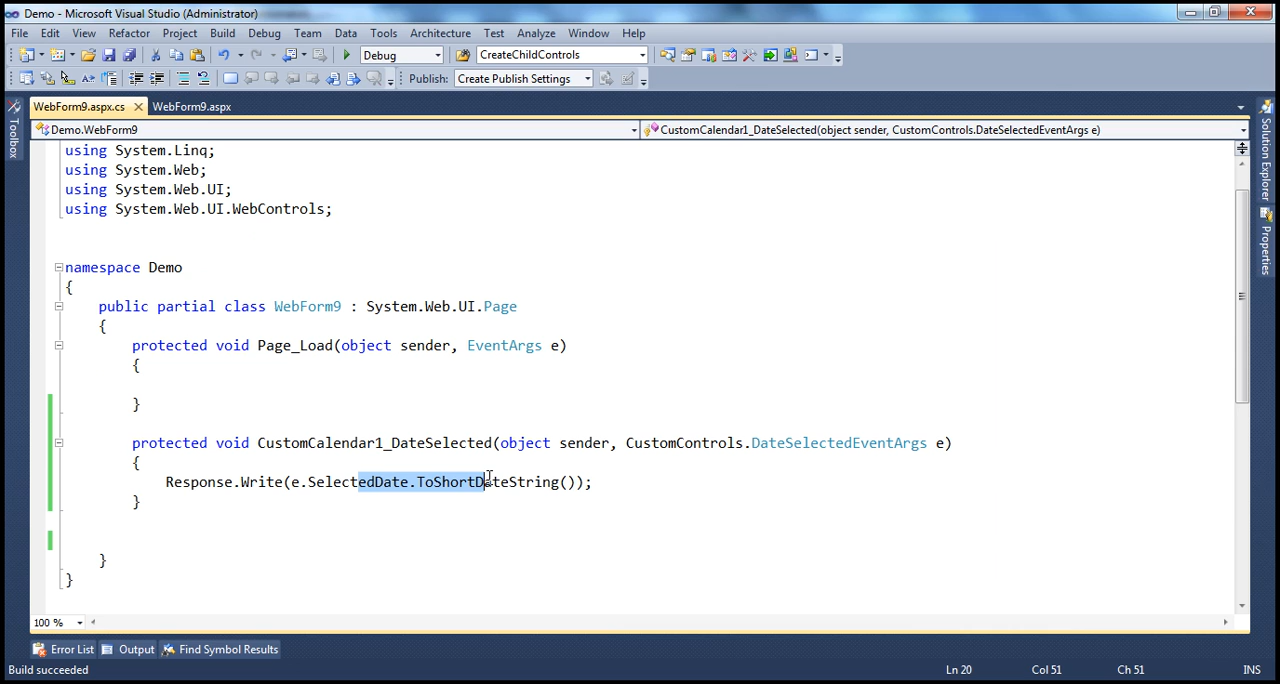 Demo - Microsoft Visual Studio (Administrator)
File Edit View Refactor Project Build Debug Team Data Tools Architecture Test Analyze Window Help
Debug CreateChildControls
Publish: Create Publish Settings
WebForm9.aspx.cs WebForm9.aspx
Demo.WebForm9 CustomCalendar1_DateSelected(object sender, CustomControls.DateSelectedEventArgs e)
Toolbox
Solution Explorer
Properties
using System.Linq;
using System.Web;
using System.Web.UI;
using System.Web.UI.WebControls;
namespace Demo
{
public partial class WebForm9 : System.Web.UI.Page
{
protected void Page_Load(object sender, EventArgs e)
{
}
protected void CustomCalendar1_DateSelected(object sender, CustomControls.DateSelectedEventArgs e)
{
Response.Write(e.SelectedDate.ToShortDateString());
}
}
}
100 %
Error List Output Find Symbol Results
Build succeeded Ln 20 Col 51 Ch 51 INS